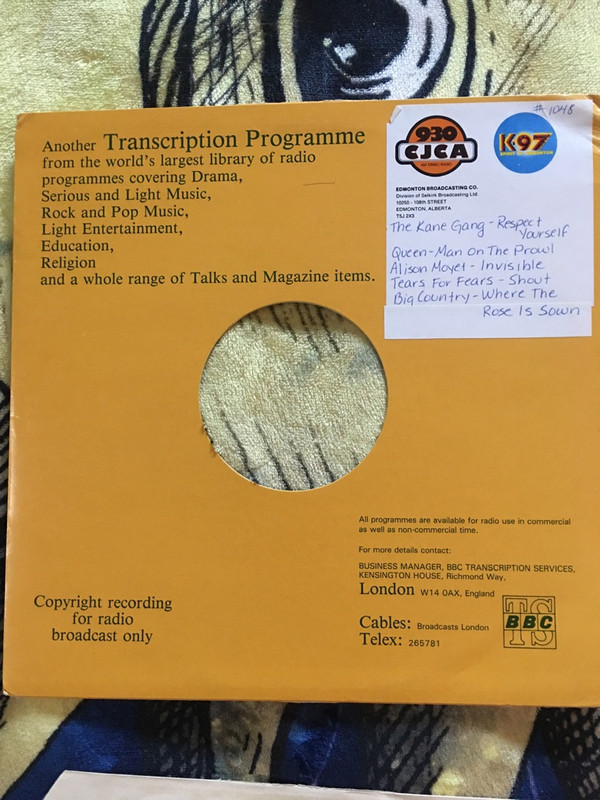 Another Transcription Programme
from the world's largest library of radio
programmes covering Drama,
Serious and Light Music,
Rock and Pop Music,
Light Entertainment,
Education,
Religion
and a whole range of Talks and Magazine items.
#1048
930
CJCA
K-97
EDMONTON BROADCASTING CO.
Division of Selkirk Broadcasting Ltd.
10250 - 108th STREET
EDMONTON, ALBERTA
T5J 2X3
The Kane Gang - Respect
Yourself
Queen - Man On The Prowl
Alison Moyet - Invisible
Tears For Fears - Shout
Big Country - Where The
Rose Is Sown
All programmes are available for radio use in commercial
as well as non-commercial time.
For more details contact:
BUSINESS MANAGER, BBC TRANSCRIPTION SERVICES,
KENSINGTON HOUSE, Richmond Way,
London W14 0AX, England
Cables: Broadcasts London
Telex: 265781
TS
BBC
Copyright recording
for radio
broadcast only